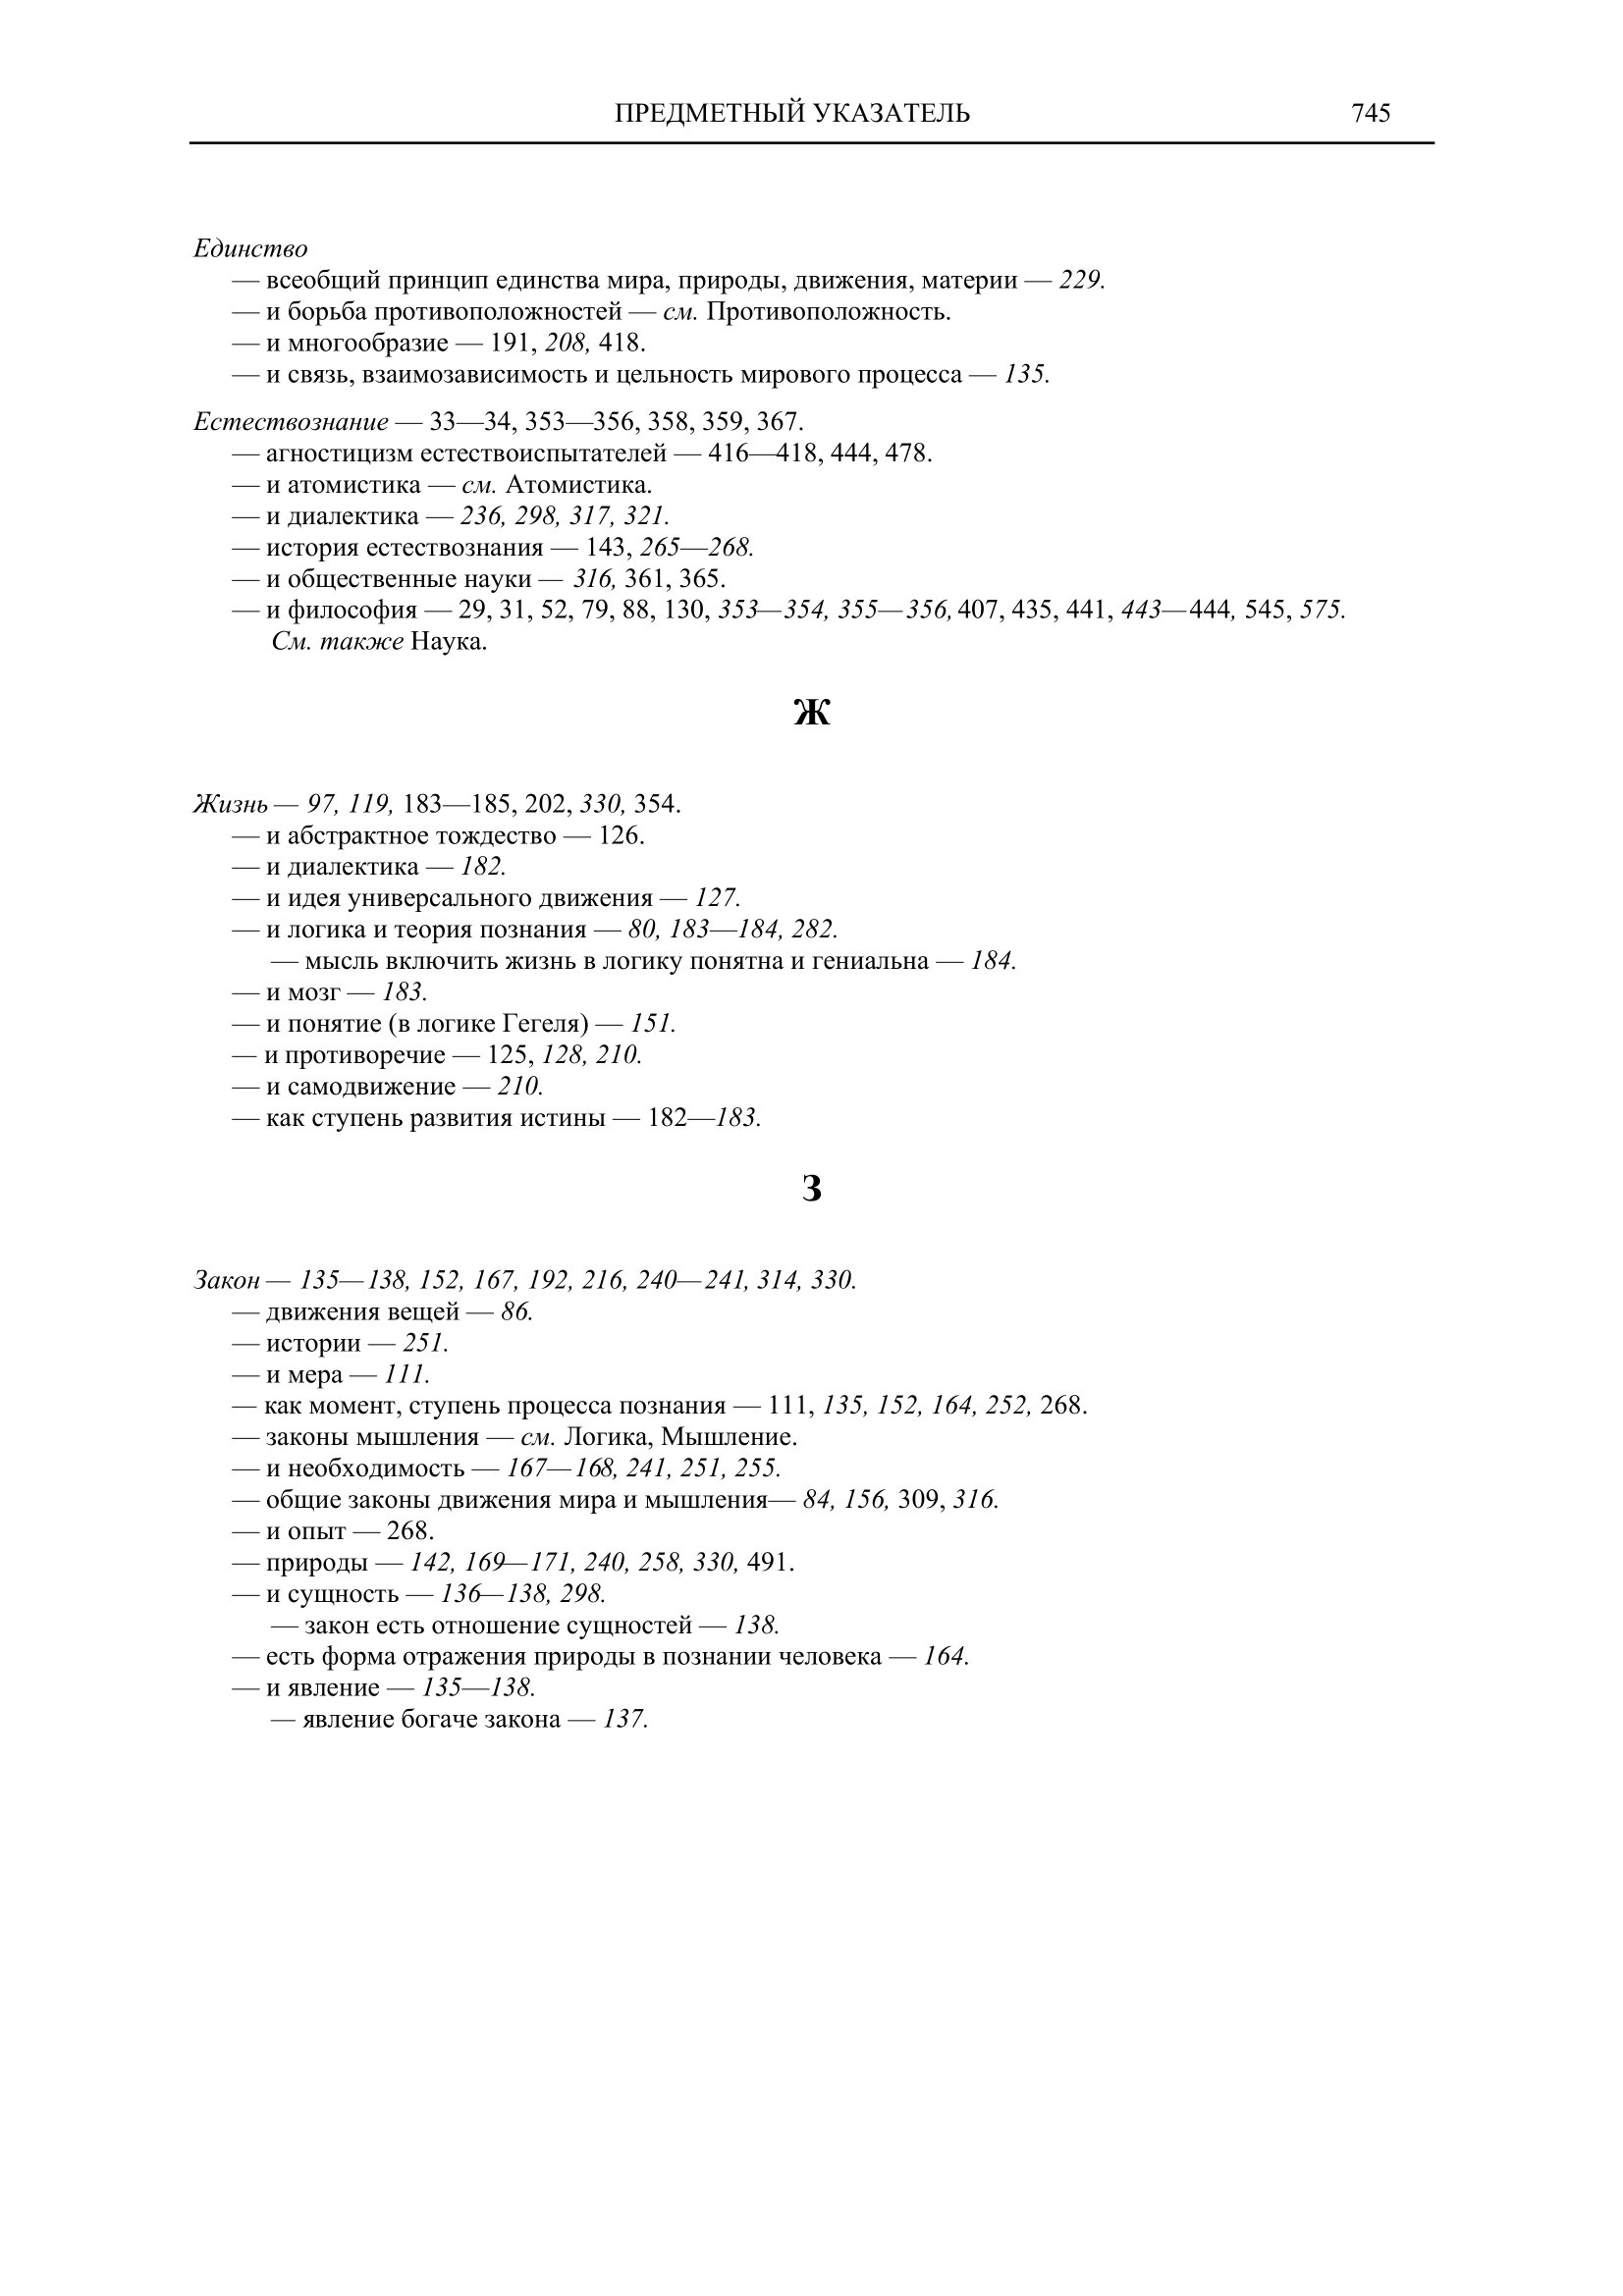 ПРЕДМЕТНЫЙ УКАЗАТЕЛЬ 745
Единство
— всеобщий принцип единства мира, природы, движения, материи — 229.
— и борьба противоположностей — см. Противоположность.
— и многообразие — 191, 208, 418.
— и связь, взаимозависимость и цельность мирового процесса — 135.
Естествознание — 33—34, 353—356, 358, 359, 367.
— агностицизм естествоиспытателей — 416—418, 444, 478.
— и атомистика — см. Атомистика.
— и диалектика — 236, 298, 317, 321.
— история естествознания — 143, 265—268.
— и общественные науки — 316, 361, 365.
— и философия — 29, 31, 52, 79, 88, 130, 353—354, 355—356, 407, 435, 441, 443—444, 545, 575.
См. также Наука.
Ж
Жизнь — 97, 119, 183—185, 202, 330, 354.
— и абстрактное тождество — 126.
— и диалектика — 182.
— и идея универсального движения — 127.
— и логика и теория познания — 80, 183—184, 282.
— мысль включить жизнь в логику понятна и гениальна — 184.
— и мозг — 183.
— и понятие (в логике Гегеля) — 151.
— и противоречие — 125, 128, 210.
— и самодвижение — 210.
— как ступень развития истины — 182—183.
З
Закон — 135—138, 152, 167, 192, 216, 240—241, 314, 330.
— движения вещей — 86.
— истории — 251.
— и мера — 111.
— как момент, ступень процесса познания — 111, 135, 152, 164, 252, 268.
— законы мышления — см. Логика, Мышление.
— и необходимость — 167—168, 241, 251, 255.
— общие законы движения мира и мышления— 84, 156, 309, 316.
— и опыт — 268.
— природы — 142, 169—171, 240, 258, 330, 491.
— и сущность — 136—138, 298.
— закон есть отношение сущностей — 138.
— есть форма отражения природы в познании человека — 164.
— и явление — 135—138.
— явление богаче закона — 137.